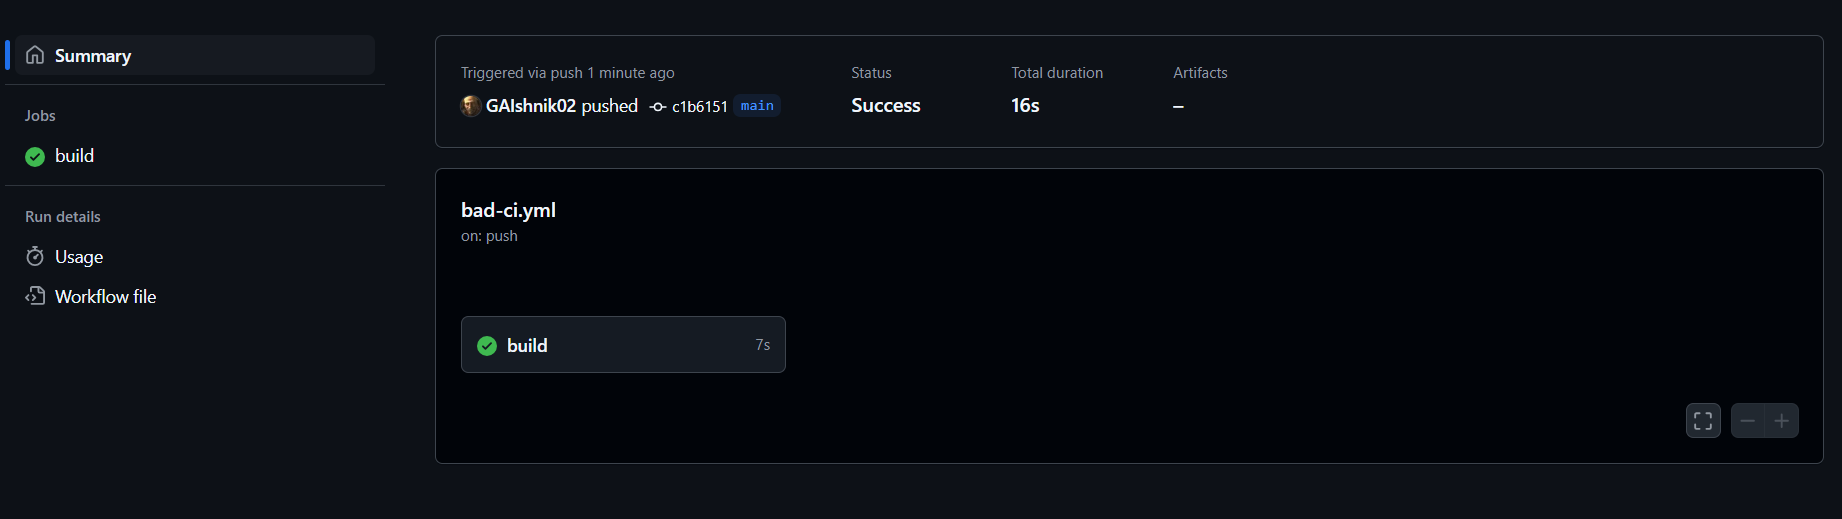 Summary
Jobs
build
Run details
Usage
Workflow file
Triggered via push 1 minute ago
GAIshnik02 pushed c1b6151 main
Status
Success
Total duration
16s
Artifacts
–
bad-ci.yml
on: push
build 7s